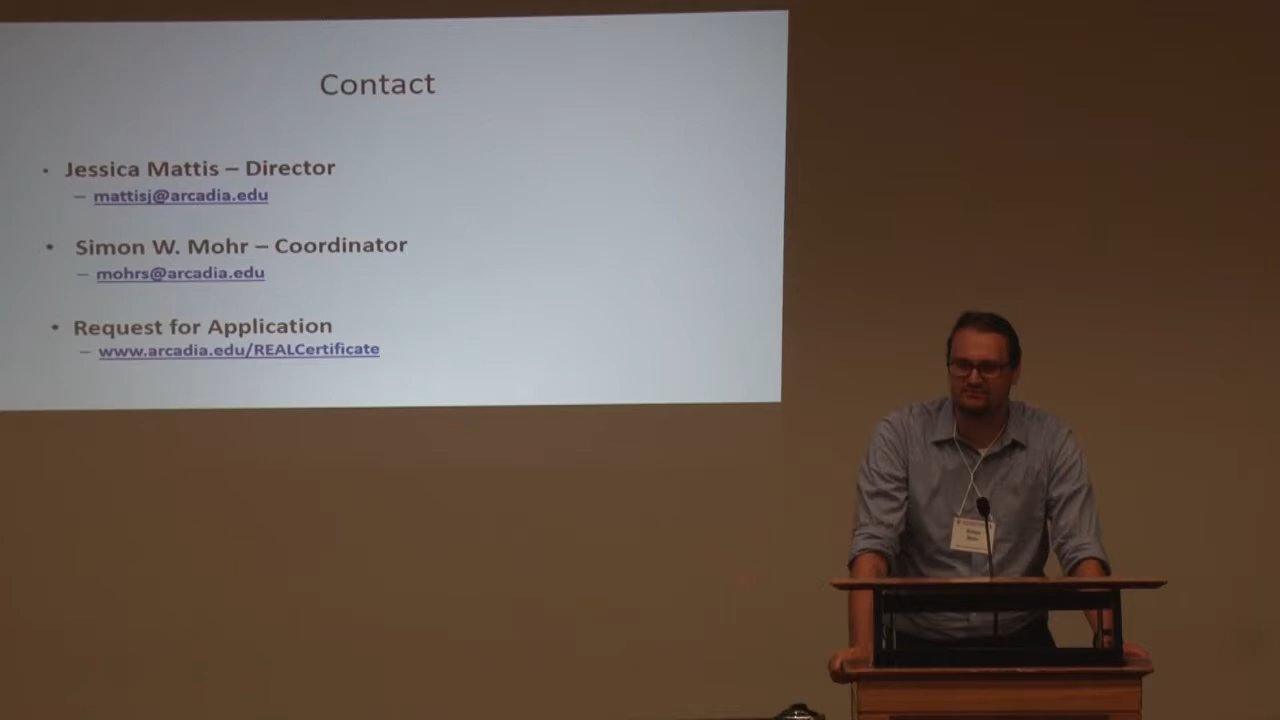 Contact
• Jessica Mattis – Director
– mattisj@arcadia.edu
• Simon W. Mohr – Coordinator
– mohrs@arcadia.edu
• Request for Application
– www.arcadia.edu/REALCertificate